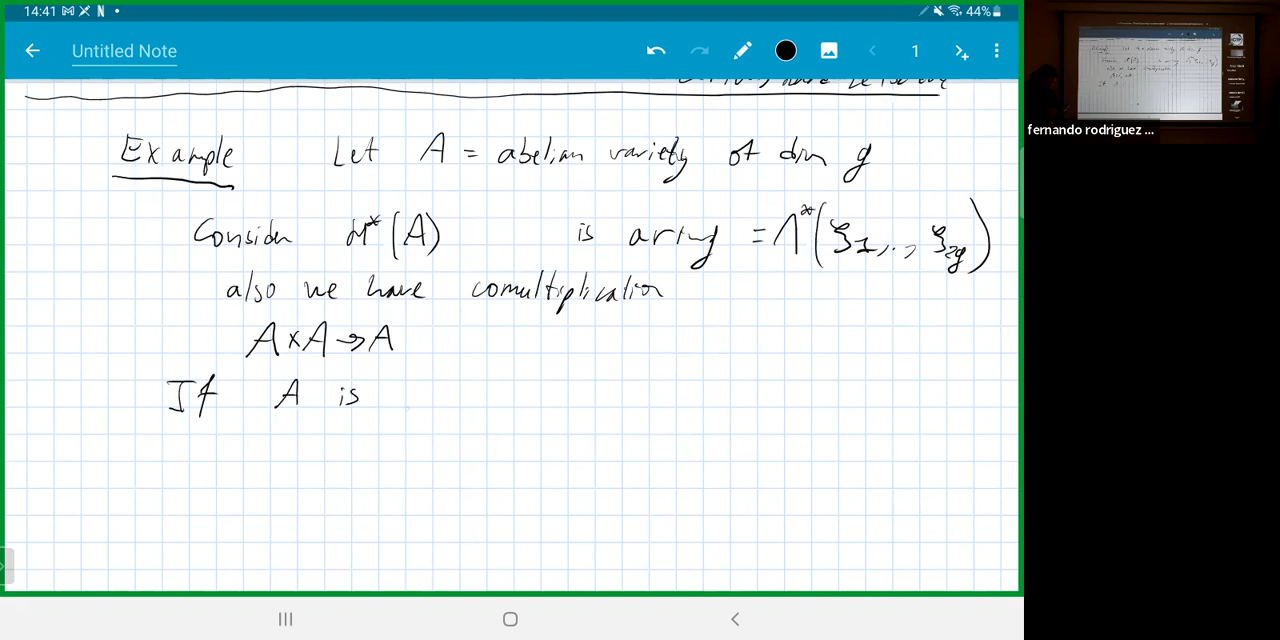 14:41
44%
Untitled Note
1
Example Let A = abelian variety of dim g
Consider H*(A) is a ring = Λ*(ξ1,.., ξ2g)
also we have comultiplication
A×A→A
If A is
fernando rodriguez ...